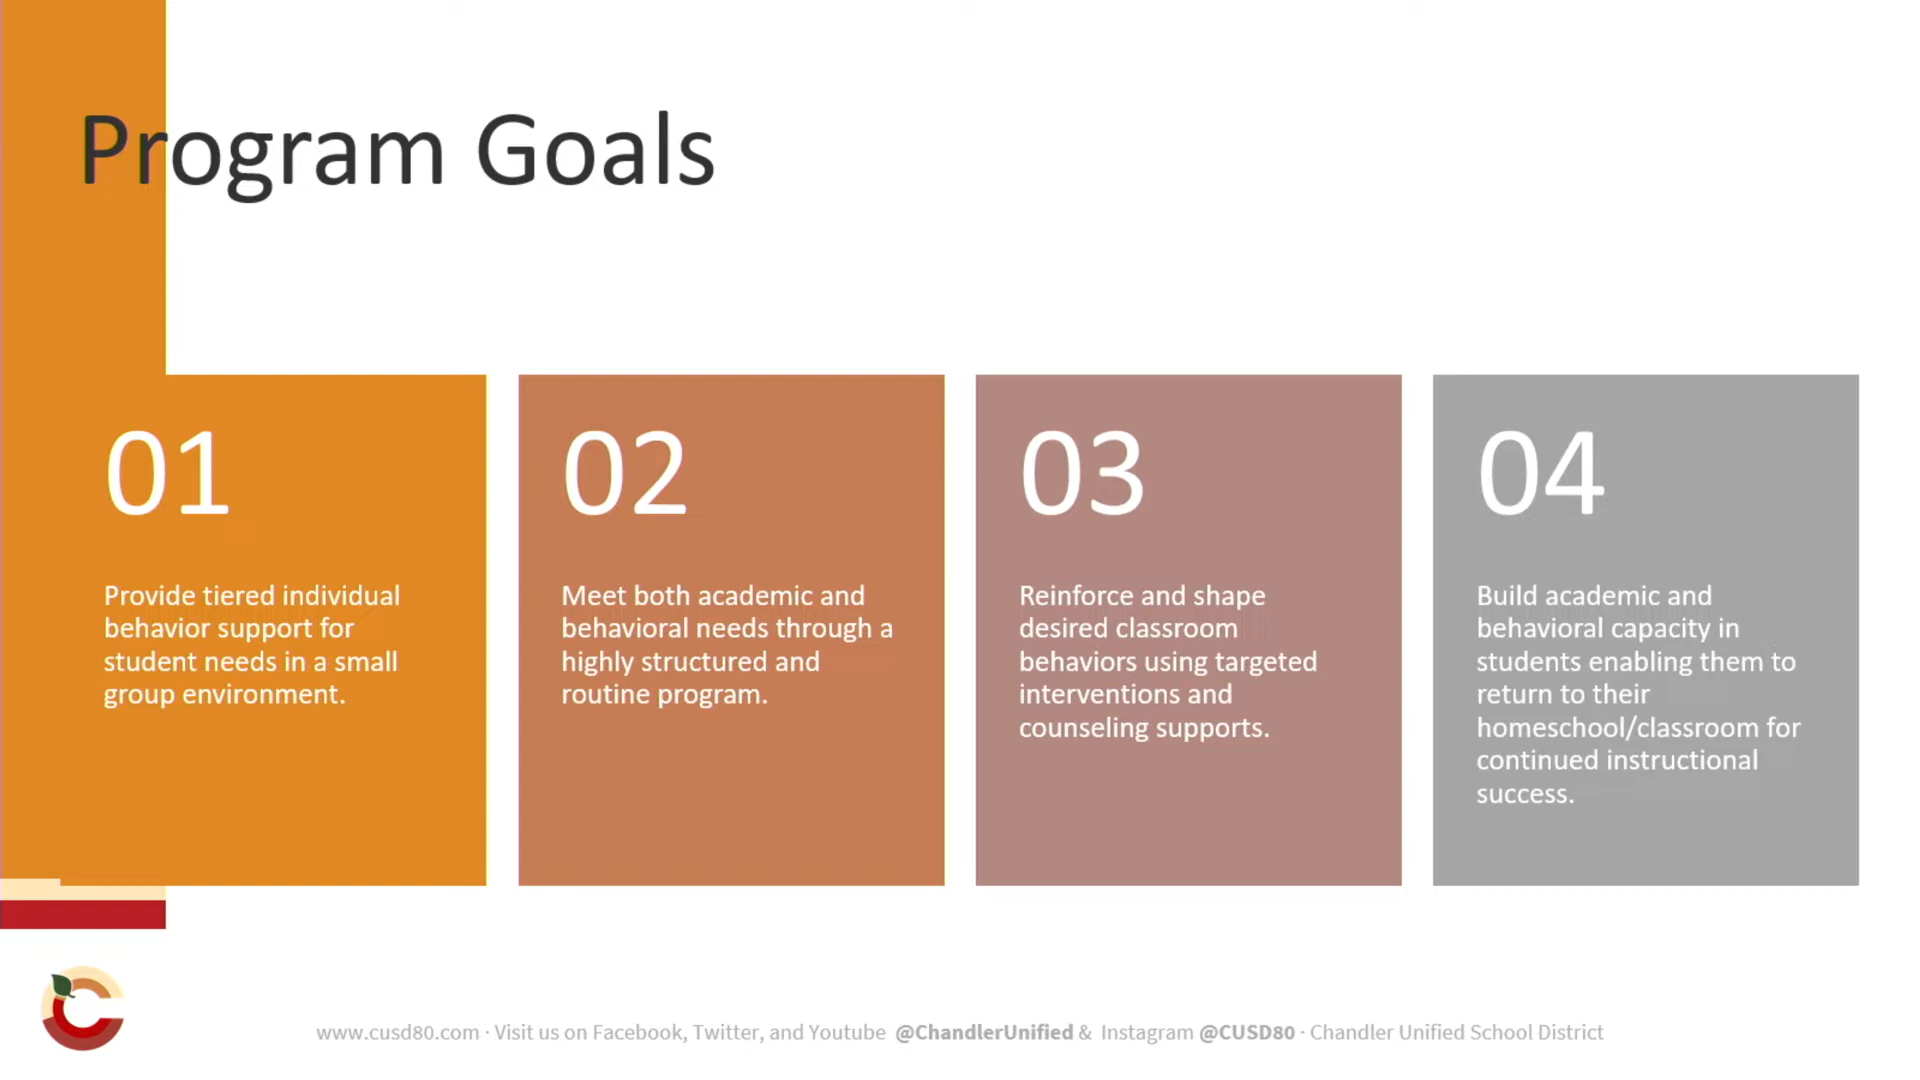 Program Goals
01
Provide tiered individual
behavior support for
student needs in a small
group environment.
02
Meet both academic and
behavioral needs through a
highly structured and
routine program.
03
Reinforce and shape
desired classroom
behaviors using targeted
interventions and
counseling supports.
04
Build academic and
behavioral capacity in
students enabling them to
return to their
homeschool/classroom for
continued instructional
success.
www.cusd80.com · Visit us on Facebook, Twitter, and Youtube @ChandlerUnified & Instagram @CUSD80 · Chandler Unified School District